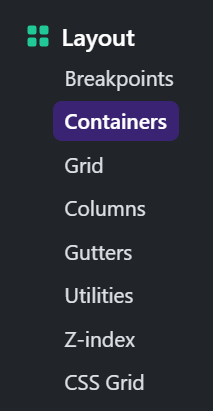 Layout
Breakpoints
Containers
Grid
Columns
Gutters
Utilities
Z-index
CSS Grid